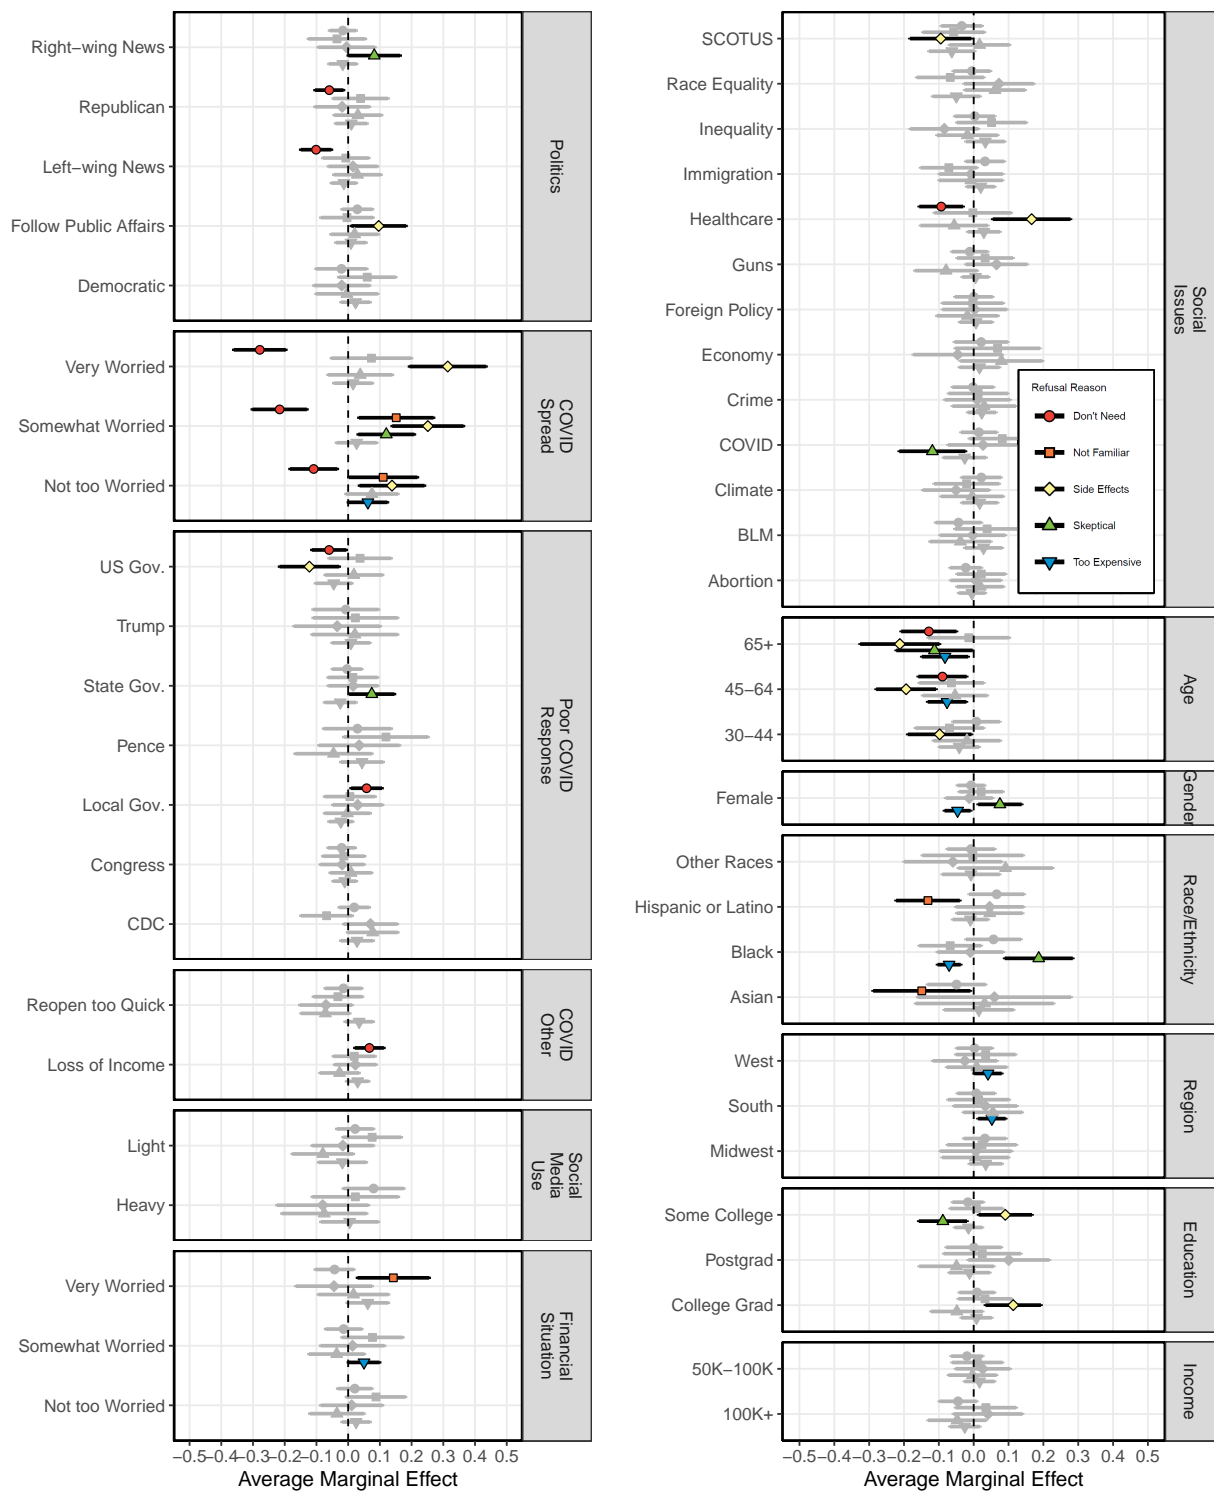 Right−wing News
Republican
Left−wing News
Follow Public Affairs
Democratic
Politics
Very Worried
Somewhat Worried
Not too Worried
COVID
Spread
US Gov.
Trump
State Gov.
Pence
Local Gov.
Congress
CDC
Poor COVID
Response
Reopen too Quick
Loss of Income
COVID
Other
Light
Heavy
Social
Media
Use
Very Worried
Somewhat Worried
Not too Worried
Financial
Situation
−0.5 −0.4 −0.3 −0.2 −0.1 0.0 0.1 0.2 0.3 0.4 0.5
Average Marginal Effect
SCOTUS
Race Equality
Inequality
Immigration
Healthcare
Guns
Foreign Policy
Economy
Crime
COVID
Climate
BLM
Abortion
Social
Issues
Refusal Reason
Don't Need
Not Familiar
Side Effects
Skeptical
Too Expensive
65+
45−64
30−44
Age
Female
Gender
Other Races
Hispanic or Latino
Black
Asian
Race/Ethnicity
West
South
Midwest
Region
Some College
Postgrad
College Grad
Education
50K−100K
100K+
Income
−0.5 −0.4 −0.3 −0.2 −0.1 0.0 0.1 0.2 0.3 0.4 0.5
Average Marginal Effect